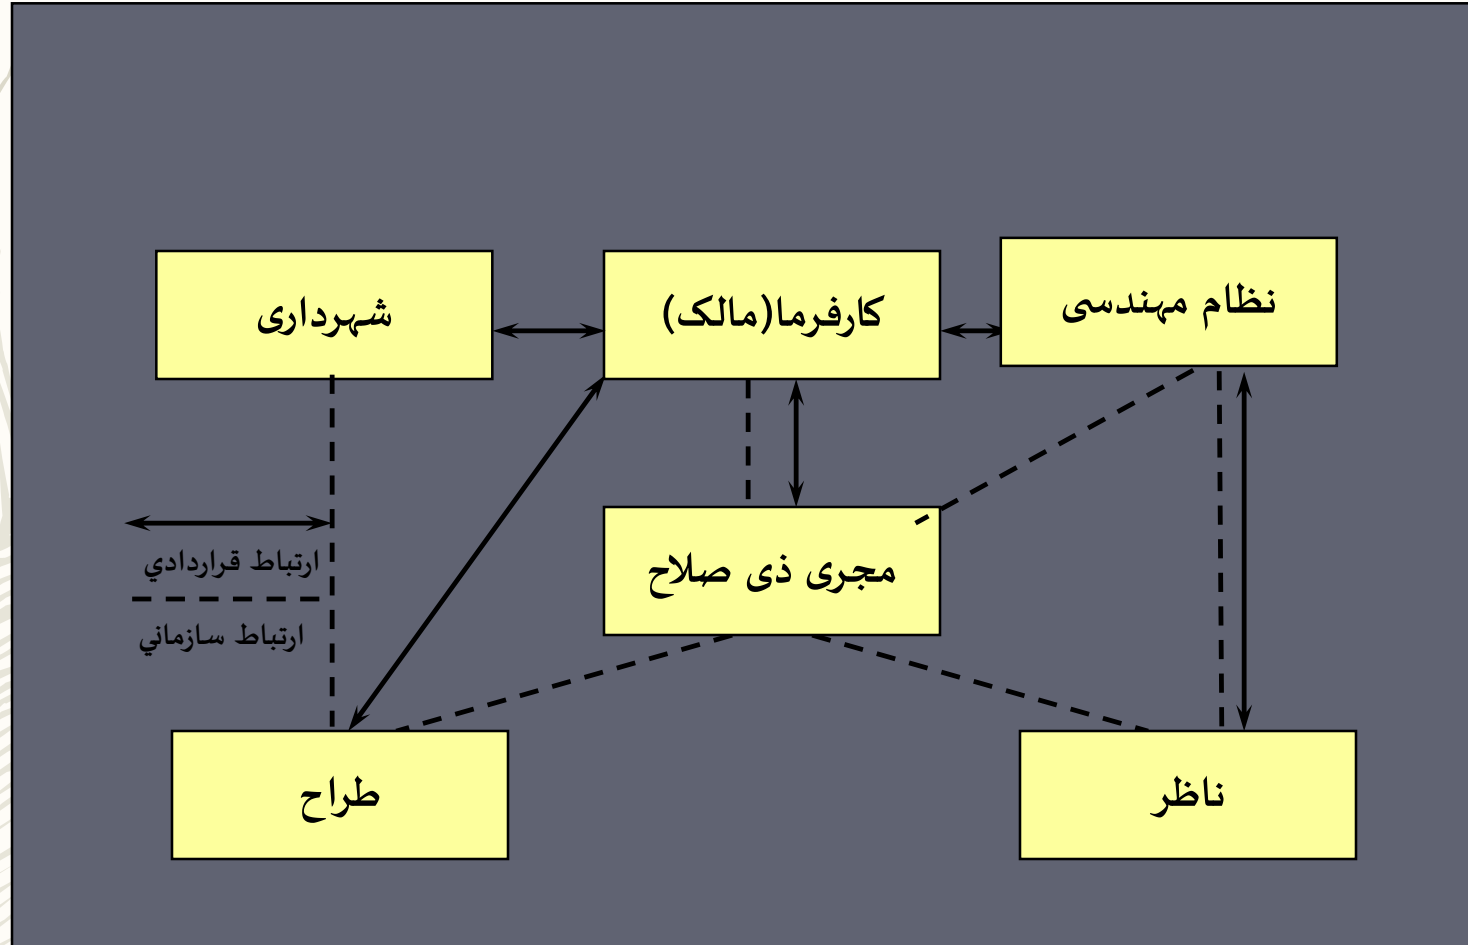 نظام مهندسی
کارفرما(مالک)
شهرداری
مجری ذی صلاح
ارتباط قراردادي
ارتباط سازماني
ناظر
طراح